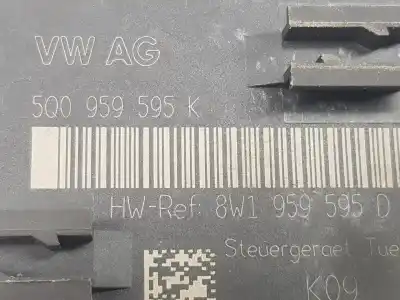 VW AG
5Q0 959 595 K
HW-Ref: 8W1 959 595 D
Steuergeraet Tue
K09